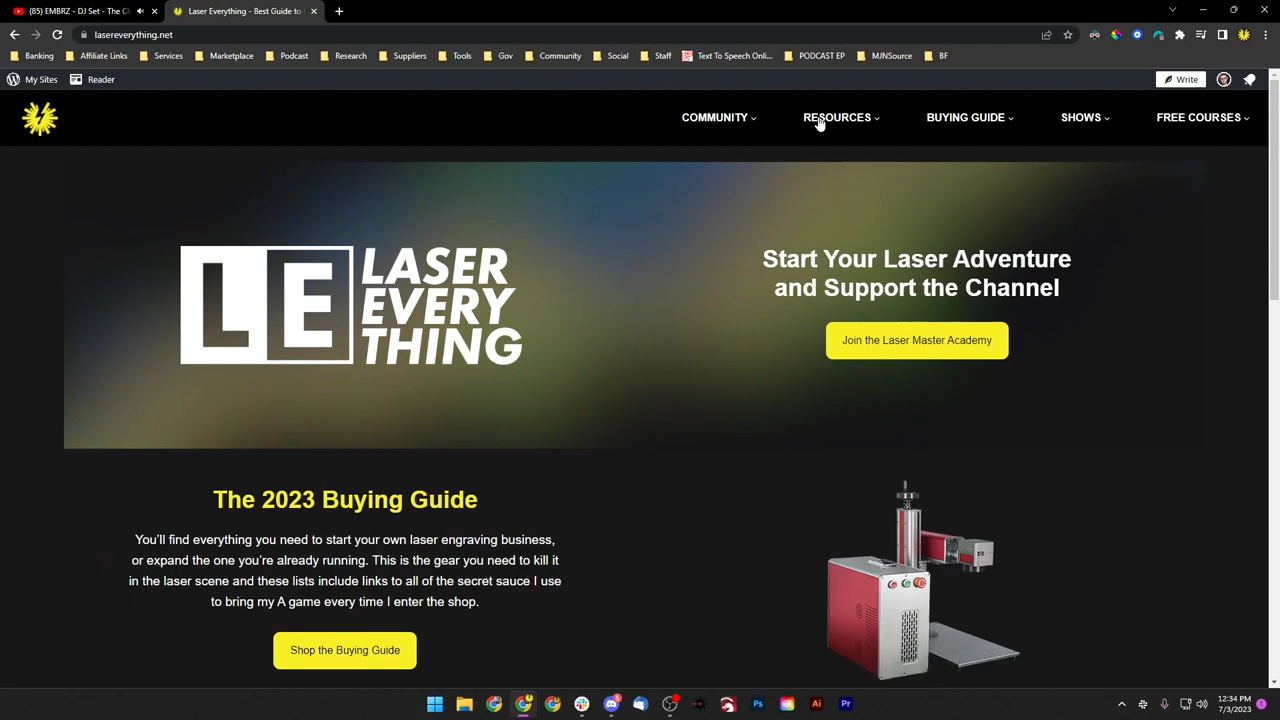 (85) EMBRZ - DJ Set - The Cl
Laser Everything - Best Guide to
lasereverything.net
Banking
Affiliate Links
Services
Marketplace
Podcast
Research
Suppliers
Tools
Gov
Community
Social
Staff
Text To Speech Onli...
PODCAST EP
MJNSource
BF
My Sites
Reader
Write
COMMUNITY
RESOURCES
BUYING GUIDE
SHOWS
FREE COURSES
LE
LASER
EVERY
THING
Start Your Laser Adventure
and Support the Channel
Join the Laser Master Academy
The 2023 Buying Guide
You'll find everything you need to start your own laser engraving business,
or expand the one you're already running. This is the gear you need to kill it
in the laser scene and these lists include links to all of the secret sauce I use
to bring my A game every time I enter the shop.
Shop the Buying Guide
Ps
Ai
Pr
12:34 PM
7/3/2023